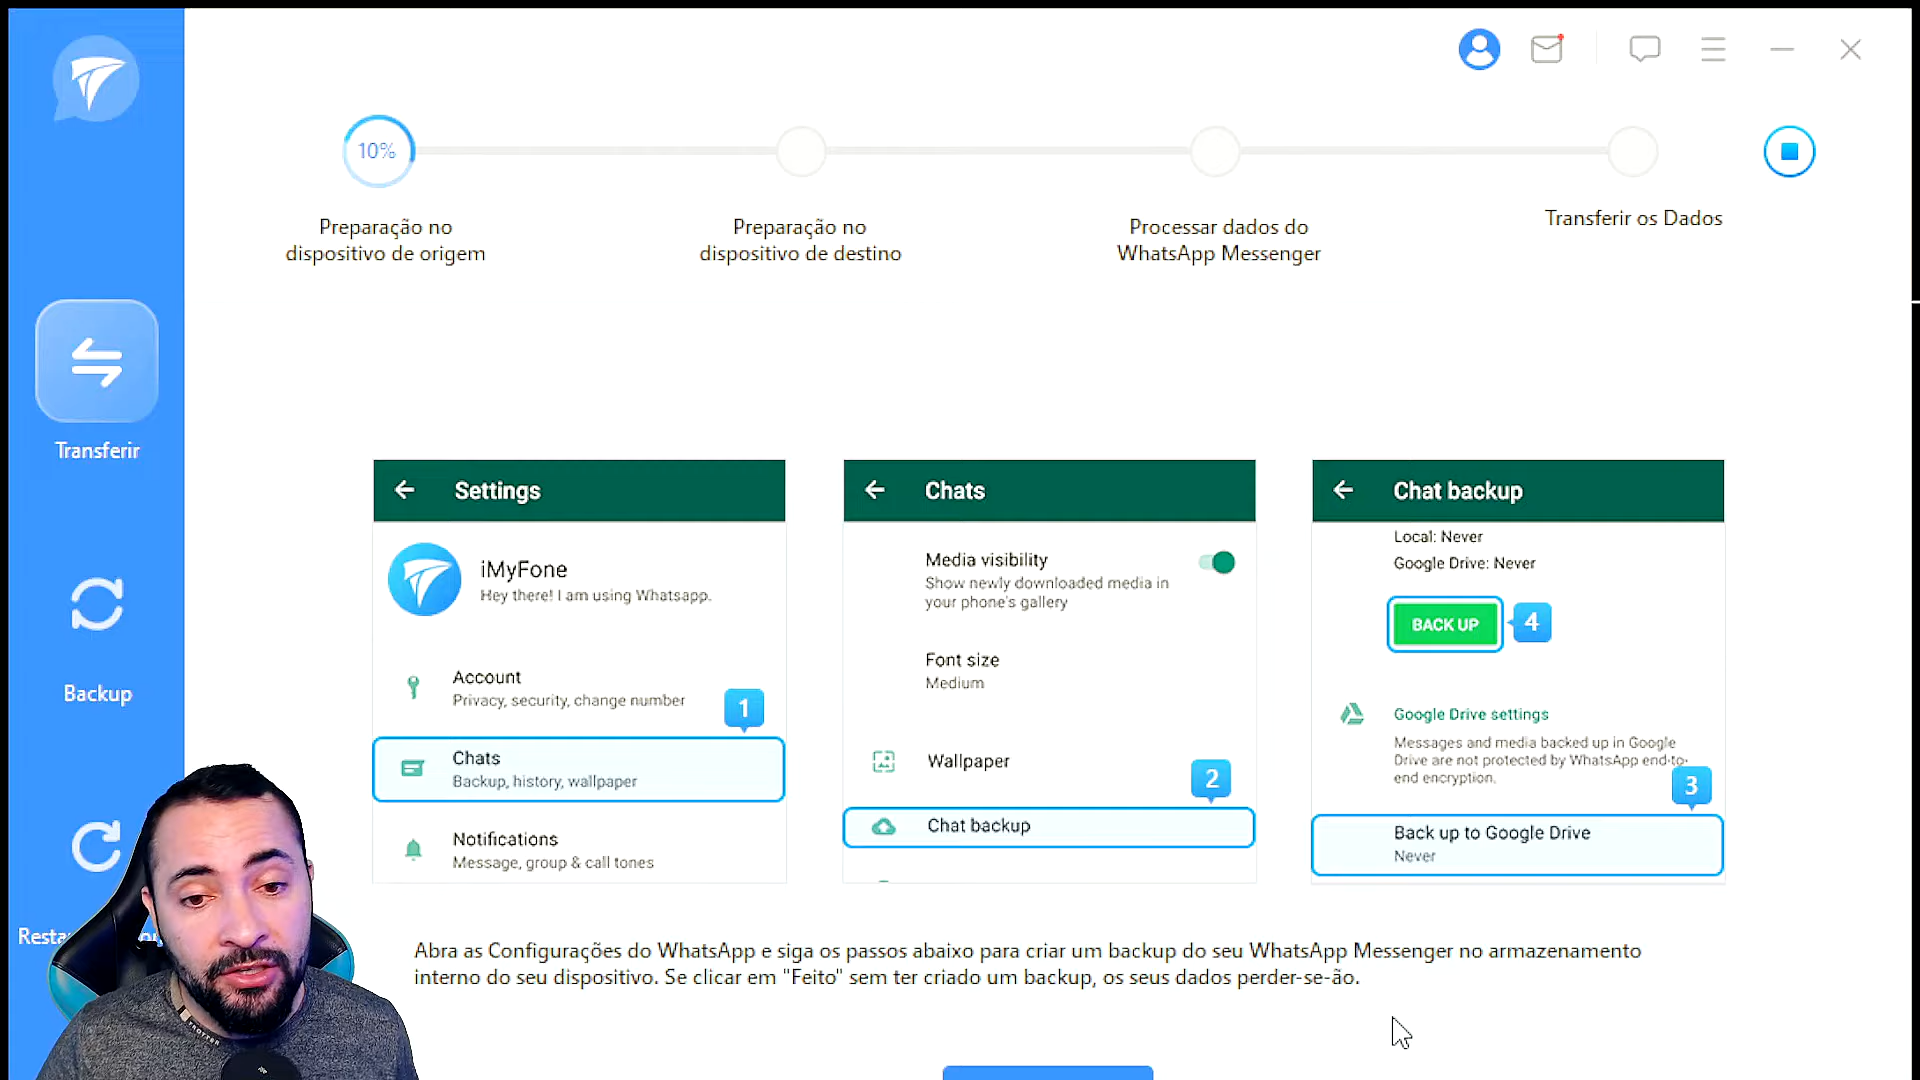 10%
Preparação no
dispositivo de origem
Preparação no
dispositivo de destino
Processar dados do
WhatsApp Messenger
Transferir os Dados
Transferir
Backup
Settings
iMyFone
Hey there! I am using Whatsapp.
Account
Privacy, security, change number
1
Chats
Backup, history, wallpaper
Notifications
Message, group & call tones
Chats
Media visibility
Show newly downloaded media in
your phone's gallery
Font size
Medium
Wallpaper
2
Chat backup
Chat backup
Local: Never
Google Drive: Never
BACK UP
4
Google Drive settings
Messages and media backed up in Google
Drive are not protected by WhatsApp end-to-
end encryption.
3
Back up to Google Drive
Never
Abra as Configurações do WhatsApp e siga os passos abaixo para criar um backup do seu WhatsApp Messenger no armazenamento
interno do seu dispositivo. Se clicar em "Feito" sem ter criado um backup, os seus dados perder-se-ão.